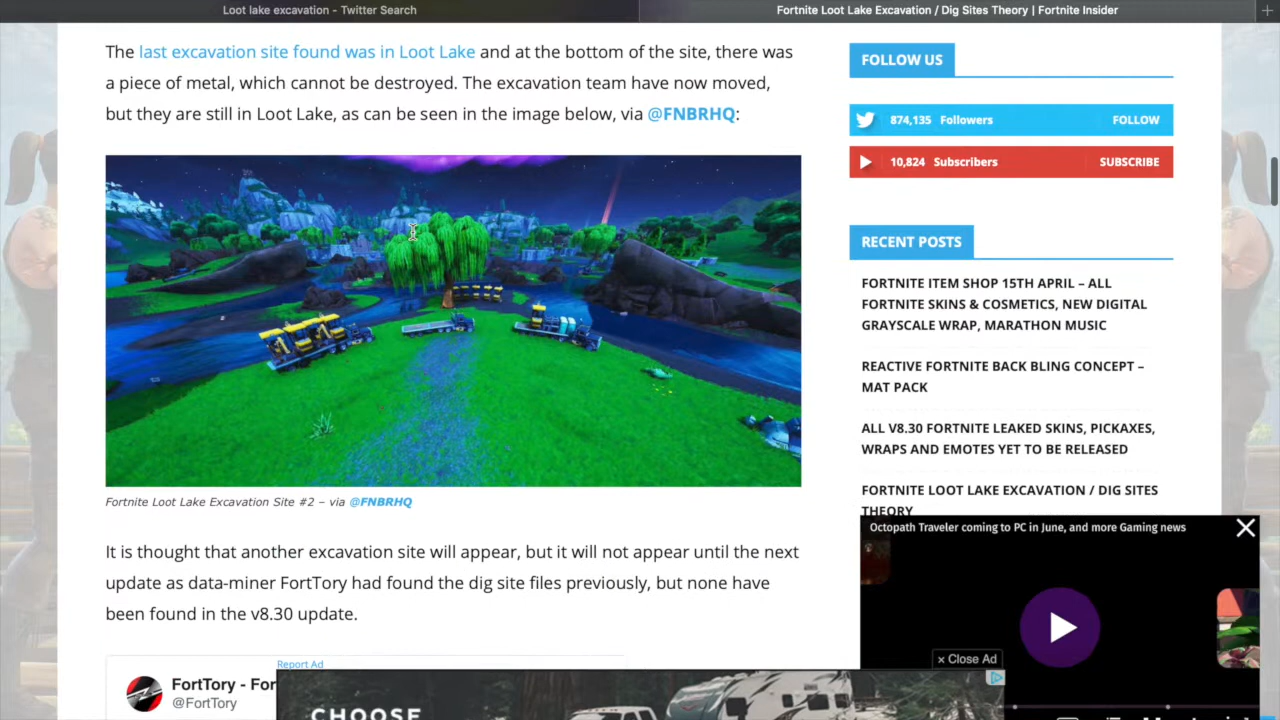 Loot lake excavation - Twitter Search
Fortnite Loot Lake Excavation / Dig Sites Theory | Fortnite Insider
The last excavation site found was in Loot Lake and at the bottom of the site, there was
a piece of metal, which cannot be destroyed. The excavation team have now moved,
but they are still in Loot Lake, as can be seen in the image below, via @FNBRHQ:
Fortnite Loot Lake Excavation Site #2 – via @FNBRHQ
It is thought that another excavation site will appear, but it will not appear until the next
update as data-miner FortTory had found the dig site files previously, but none have
been found in the v8.30 update.
Report Ad
FortTory - For
@FortTory
CHOOSE
FOLLOW US
874,135 Followers FOLLOW
10,824 Subscribers SUBSCRIBE
RECENT POSTS
FORTNITE ITEM SHOP 15TH APRIL – ALL
FORTNITE SKINS & COSMETICS, NEW DIGITAL
GRAYSCALE WRAP, MARATHON MUSIC
REACTIVE FORTNITE BACK BLING CONCEPT –
MAT PACK
ALL V8.30 FORTNITE LEAKED SKINS, PICKAXES,
WRAPS AND EMOTES YET TO BE RELEASED
FORTNITE LOOT LAKE EXCAVATION / DIG SITES
THEORY
Octopath Traveler coming to PC in June, and more Gaming news
× Close Ad